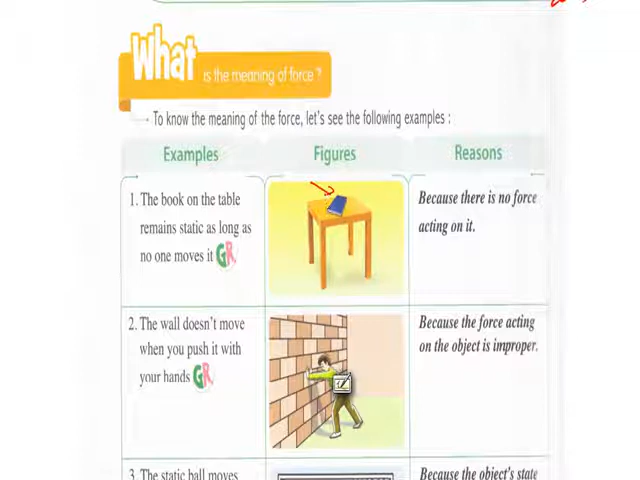 What is the meaning of force ?
To know the meaning of the force, let's see the following examples :
Examples
Figures
Reasons
1. The book on the table
remains static as long as
no one moves it GR
Because there is no force
acting on it.
2. The wall doesn't move
when you push it with
your hands GR
Because the force acting
on the object is improper.
3. The static ball moves
Because the object's state